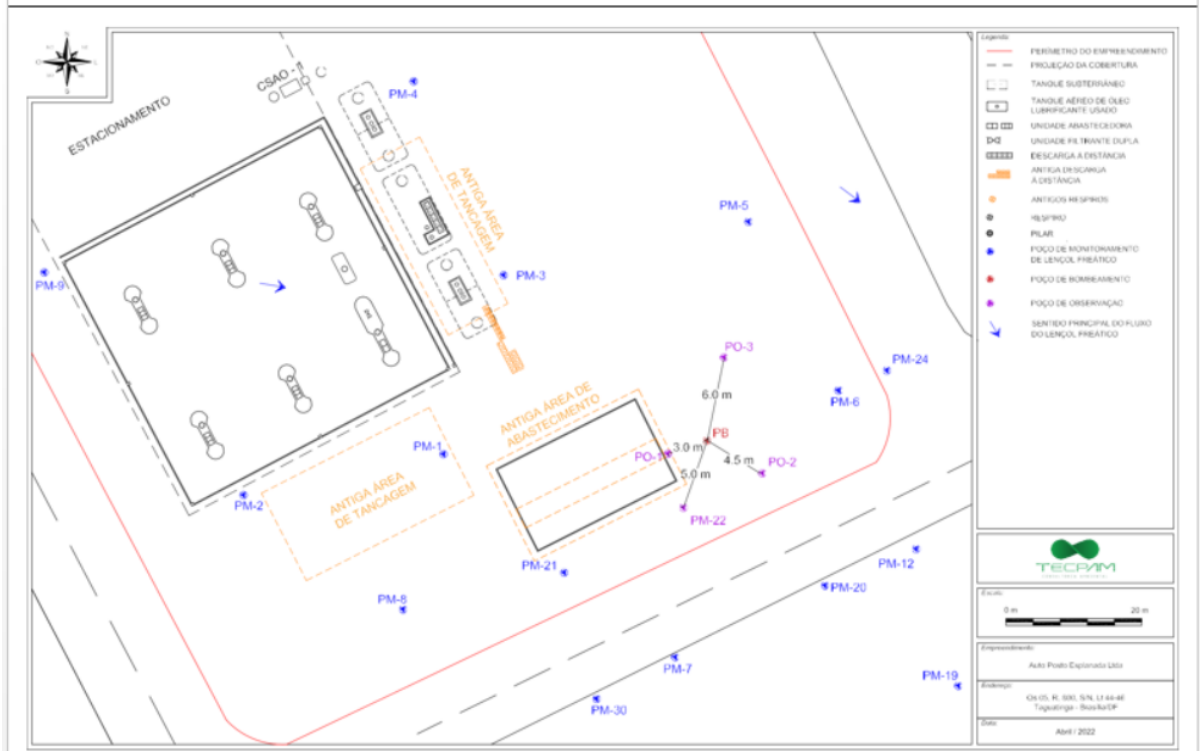 N
S
ESTACIONAMENTO
CSAO - 1
PM-4
ANTIGA ÁREA
DE TANCAGEM
PM-5
PM-9
PM-3
PO-3
6.0 m
PM-24
PM-6
ANTIGA ÁREA DE
ABASTECIMENTO
PB
PM-1
PO-1
3.0 m
4.5 m
PO-2
5.0 m
PM-2
ANTIGA ÁREA
DE TANCAGEM
PM-22
PM-21
PM-12
PM-20
PM-8
PM-7
PM-19
PM-30
Legenda:
PERÍMETRO DO EMPREENDIMENTO
PROJEÇÃO DA COBERTURA
TANQUE SUBTERRÂNEO
TANQUE AÉREO DE ÓLEO
LUBRIFICANTE USADO
UNIDADE ABASTECEDORA
UNIDADE FILTRANTE DUPLA
DESCARGA À DISTÂNCIA
ANTIGA DESCARGA
À DISTÂNCIA
ANTIGOS RESPIROS
RESPIRO
PILAR
POÇO DE MONITORAMENTO
DE LENÇOL FREÁTICO
POÇO DE BOMBEAMENTO
POÇO DE OBSERVAÇÃO
SENTIDO PRINCIPAL DO FLUXO
DO LENÇOL FREÁTICO
TECPAM
Escala:
0 m 20 m
Empreendimento:
Auto Posto Esplanada Ltda
Endereço:
Taguatinga - Brasília/DF
Data:
Abril / 2022